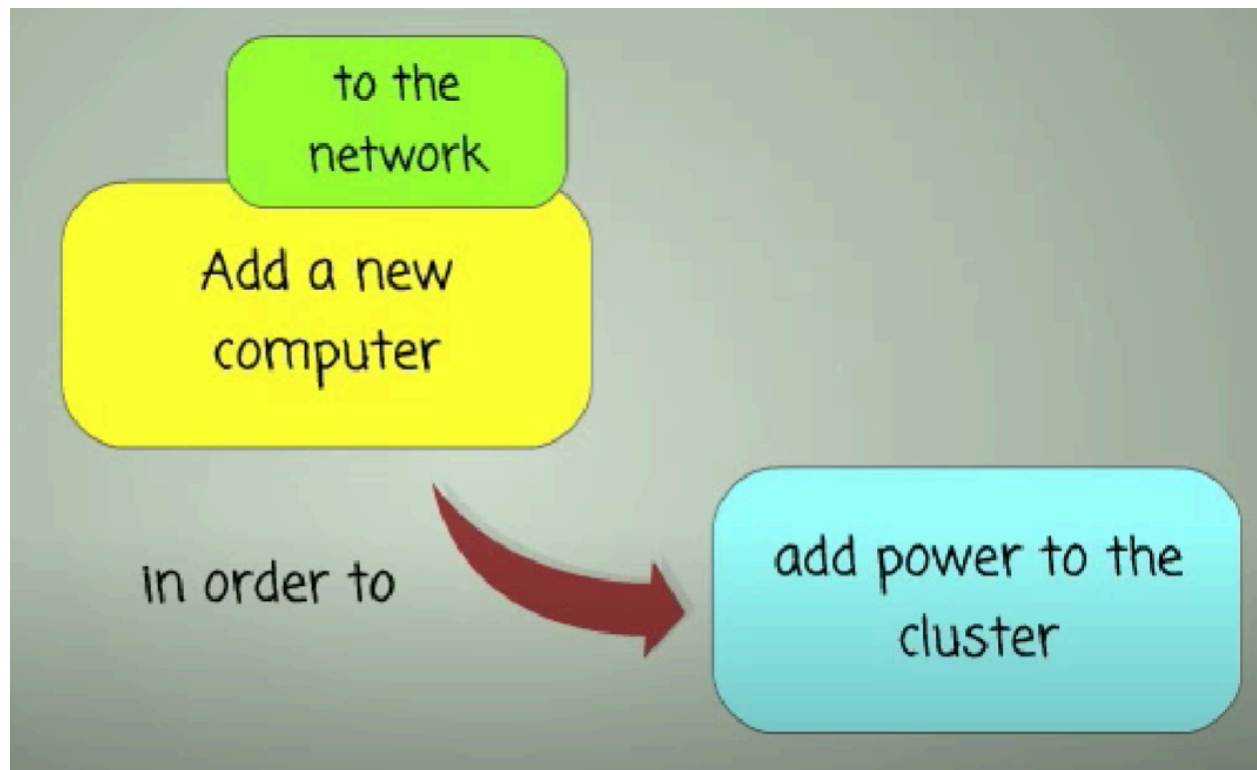 to the
network
Add a new
computer
in order to
add power to the
cluster